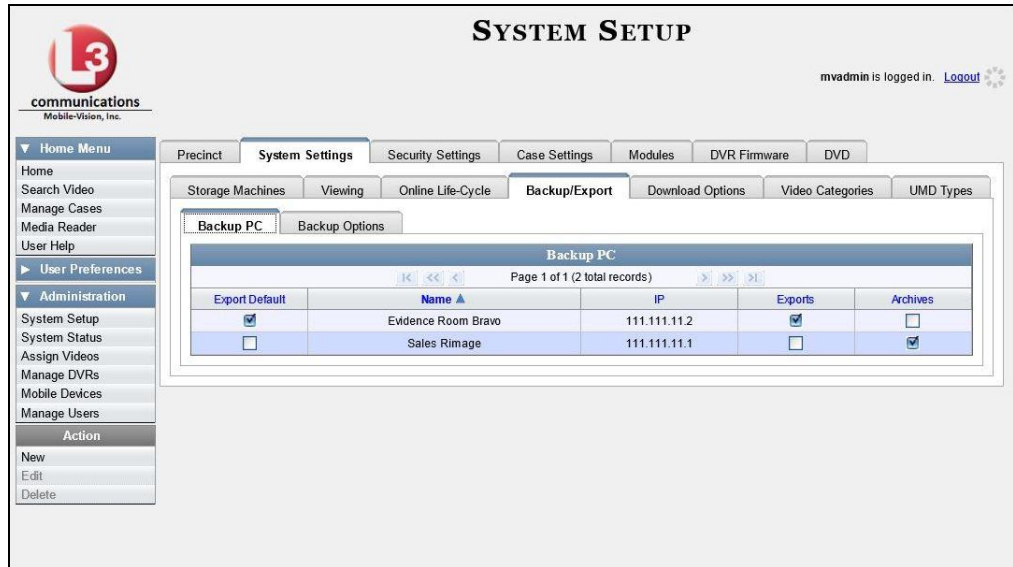 SYSTEM SETUP
L3
communications
Mobile-Vision, Inc.
mvadmin is logged in. Logout
▼ Home Menu
Home
Search Video
Manage Cases
Media Reader
User Help
▶ User Preferences
▼ Administration
System Setup
System Status
Assign Videos
Manage DVRs
Mobile Devices
Manage Users
Action
New
Edit
Delete
Precinct System Settings Security Settings Case Settings Modules DVR Firmware DVD
Storage Machines Viewing Online Life-Cycle Backup/Export Download Options Video Categories UMD Types
Backup PC Backup Options
Backup PC
Page 1 of 1 (2 total records)
Export Default Name ▲ IP Exports Archives
Evidence Room Bravo 111.111.11.2
Sales Rimage 111.111.11.1